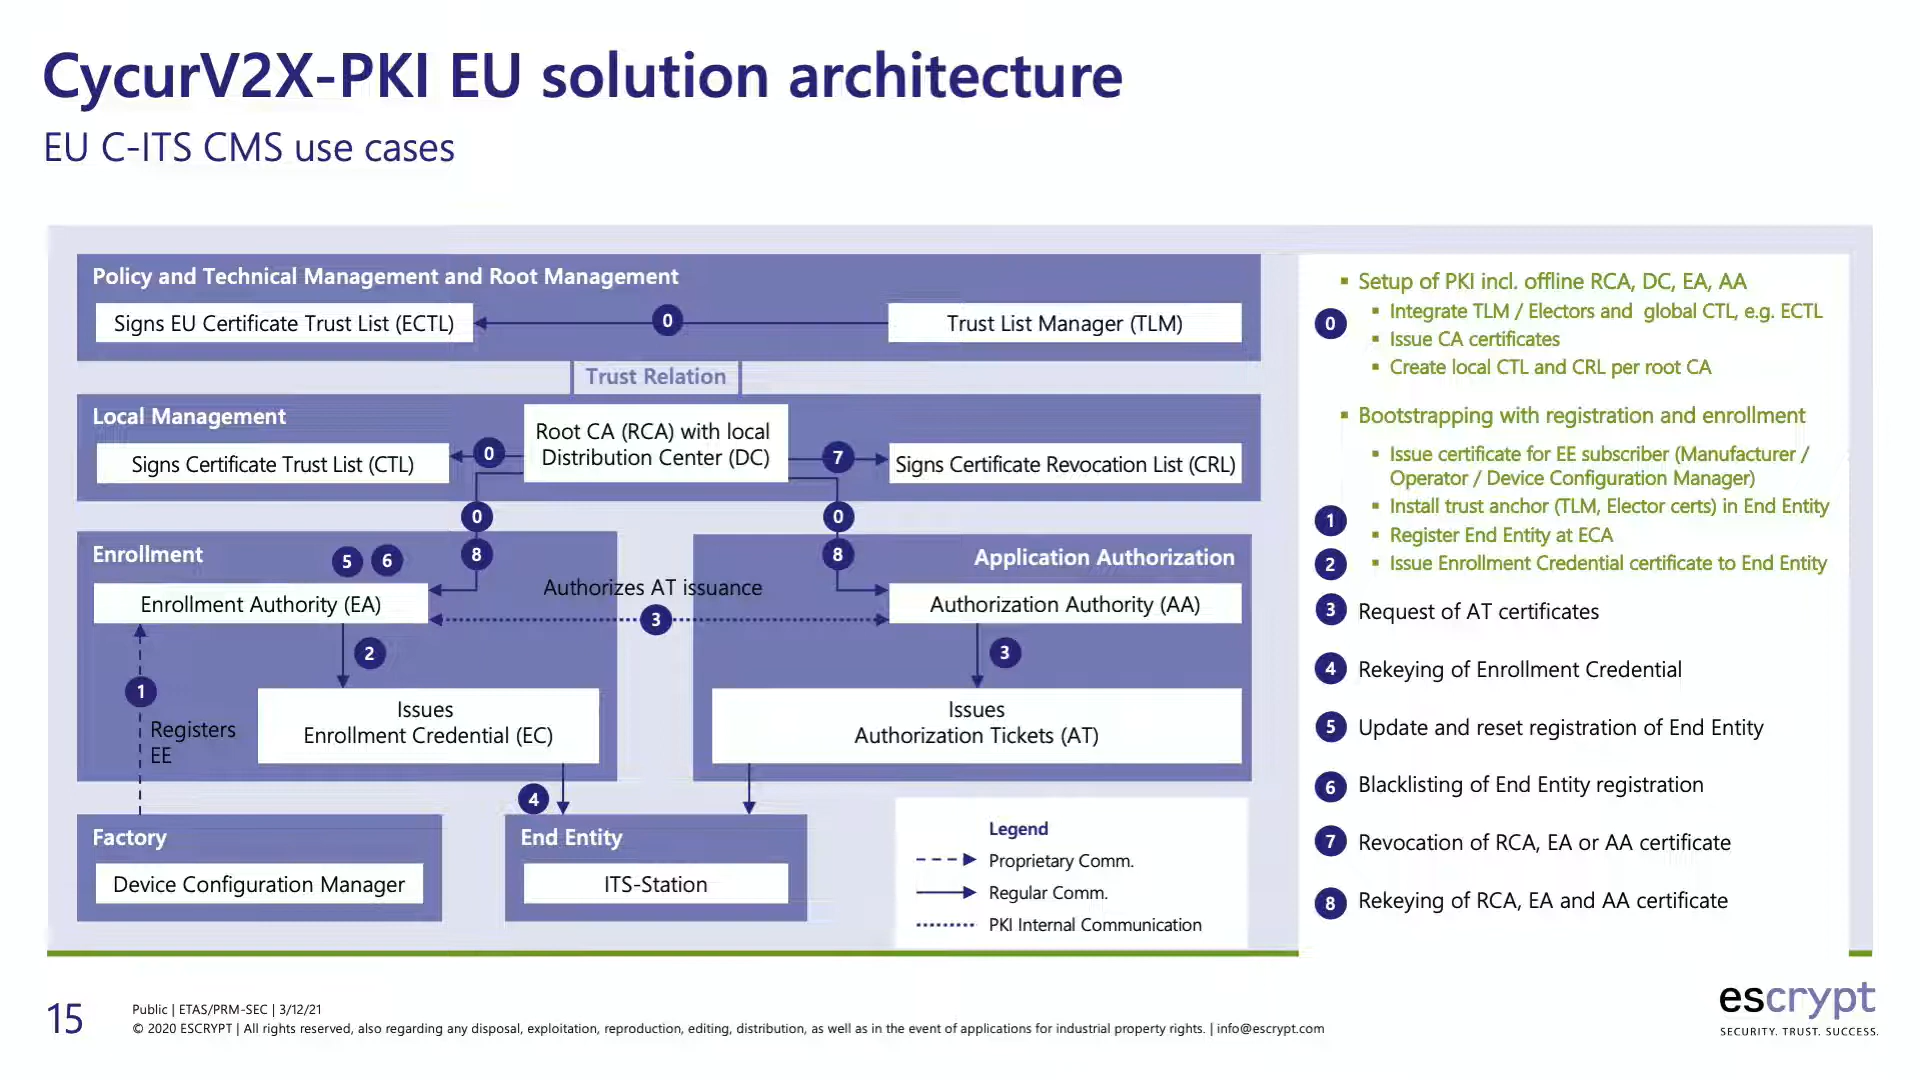 CycurV2X-PKI EU solution architecture
EU C-ITS CMS use cases
Policy and Technical Management and Root Management
Signs EU Certificate Trust List (ECTL)
0
Trust List Manager (TLM)
Trust Relation
Local Management
Signs Certificate Trust List (CTL)
0
Root CA (RCA) with local
Distribution Center (DC)
7
Signs Certificate Revocation List (CRL)
0
0
Enrollment
5
6
8
8
Application Authorization
Enrollment Authority (EA)
Authorizes AT issuance
3
Authorization Authority (AA)
2
3
1
Registers
EE
Issues
Enrollment Credential (EC)
Issues
Authorization Tickets (AT)
4
Factory
Device Configuration Manager
End Entity
ITS-Station
Legend
Proprietary Comm.
Regular Comm.
PKI Internal Communication
▪ Setup of PKI incl. offline RCA, DC, EA, AA
0
▪ Integrate TLM / Electors and global CTL, e.g. ECTL
▪ Issue CA certificates
▪ Create local CTL and CRL per root CA
▪ Bootstrapping with registration and enrollment
▪ Issue certificate for EE subscriber (Manufacturer /
Operator / Device Configuration Manager)
▪ Install trust anchor (TLM, Elector certs) in End Entity
1
▪ Register End Entity at ECA
2
▪ Issue Enrollment Credential certificate to End Entity
3 Request of AT certificates
4 Rekeying of Enrollment Credential
5 Update and reset registration of End Entity
6 Blacklisting of End Entity registration
7 Revocation of RCA, EA or AA certificate
8 Rekeying of RCA, EA and AA certificate
15
Public | ETAS/PRM-SEC | 3/12/21
© 2020 ESCRYPT | All rights reserved, also regarding any disposal, exploitation, reproduction, editing, distribution, as well as in the event of applications for industrial property rights. | info@escrypt.com
escrypt
SECURITY. TRUST. SUCCESS.